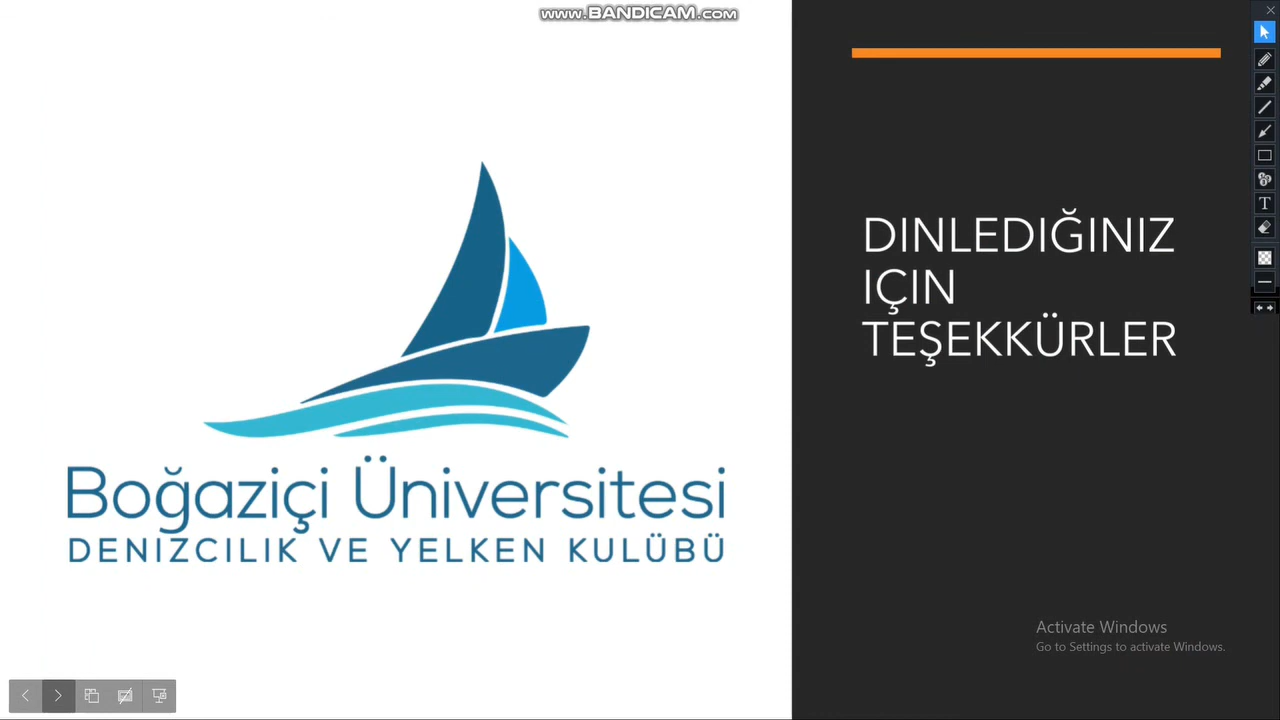 www.BANDICAM.com
Boğaziçi Üniversitesi
DENIZCILIK VE YELKEN KULÜBÜ
DINLEDIĞINIZ
IÇIN
TEŞEKKÜRLER
Activate Windows
Go to Settings to activate Windows.